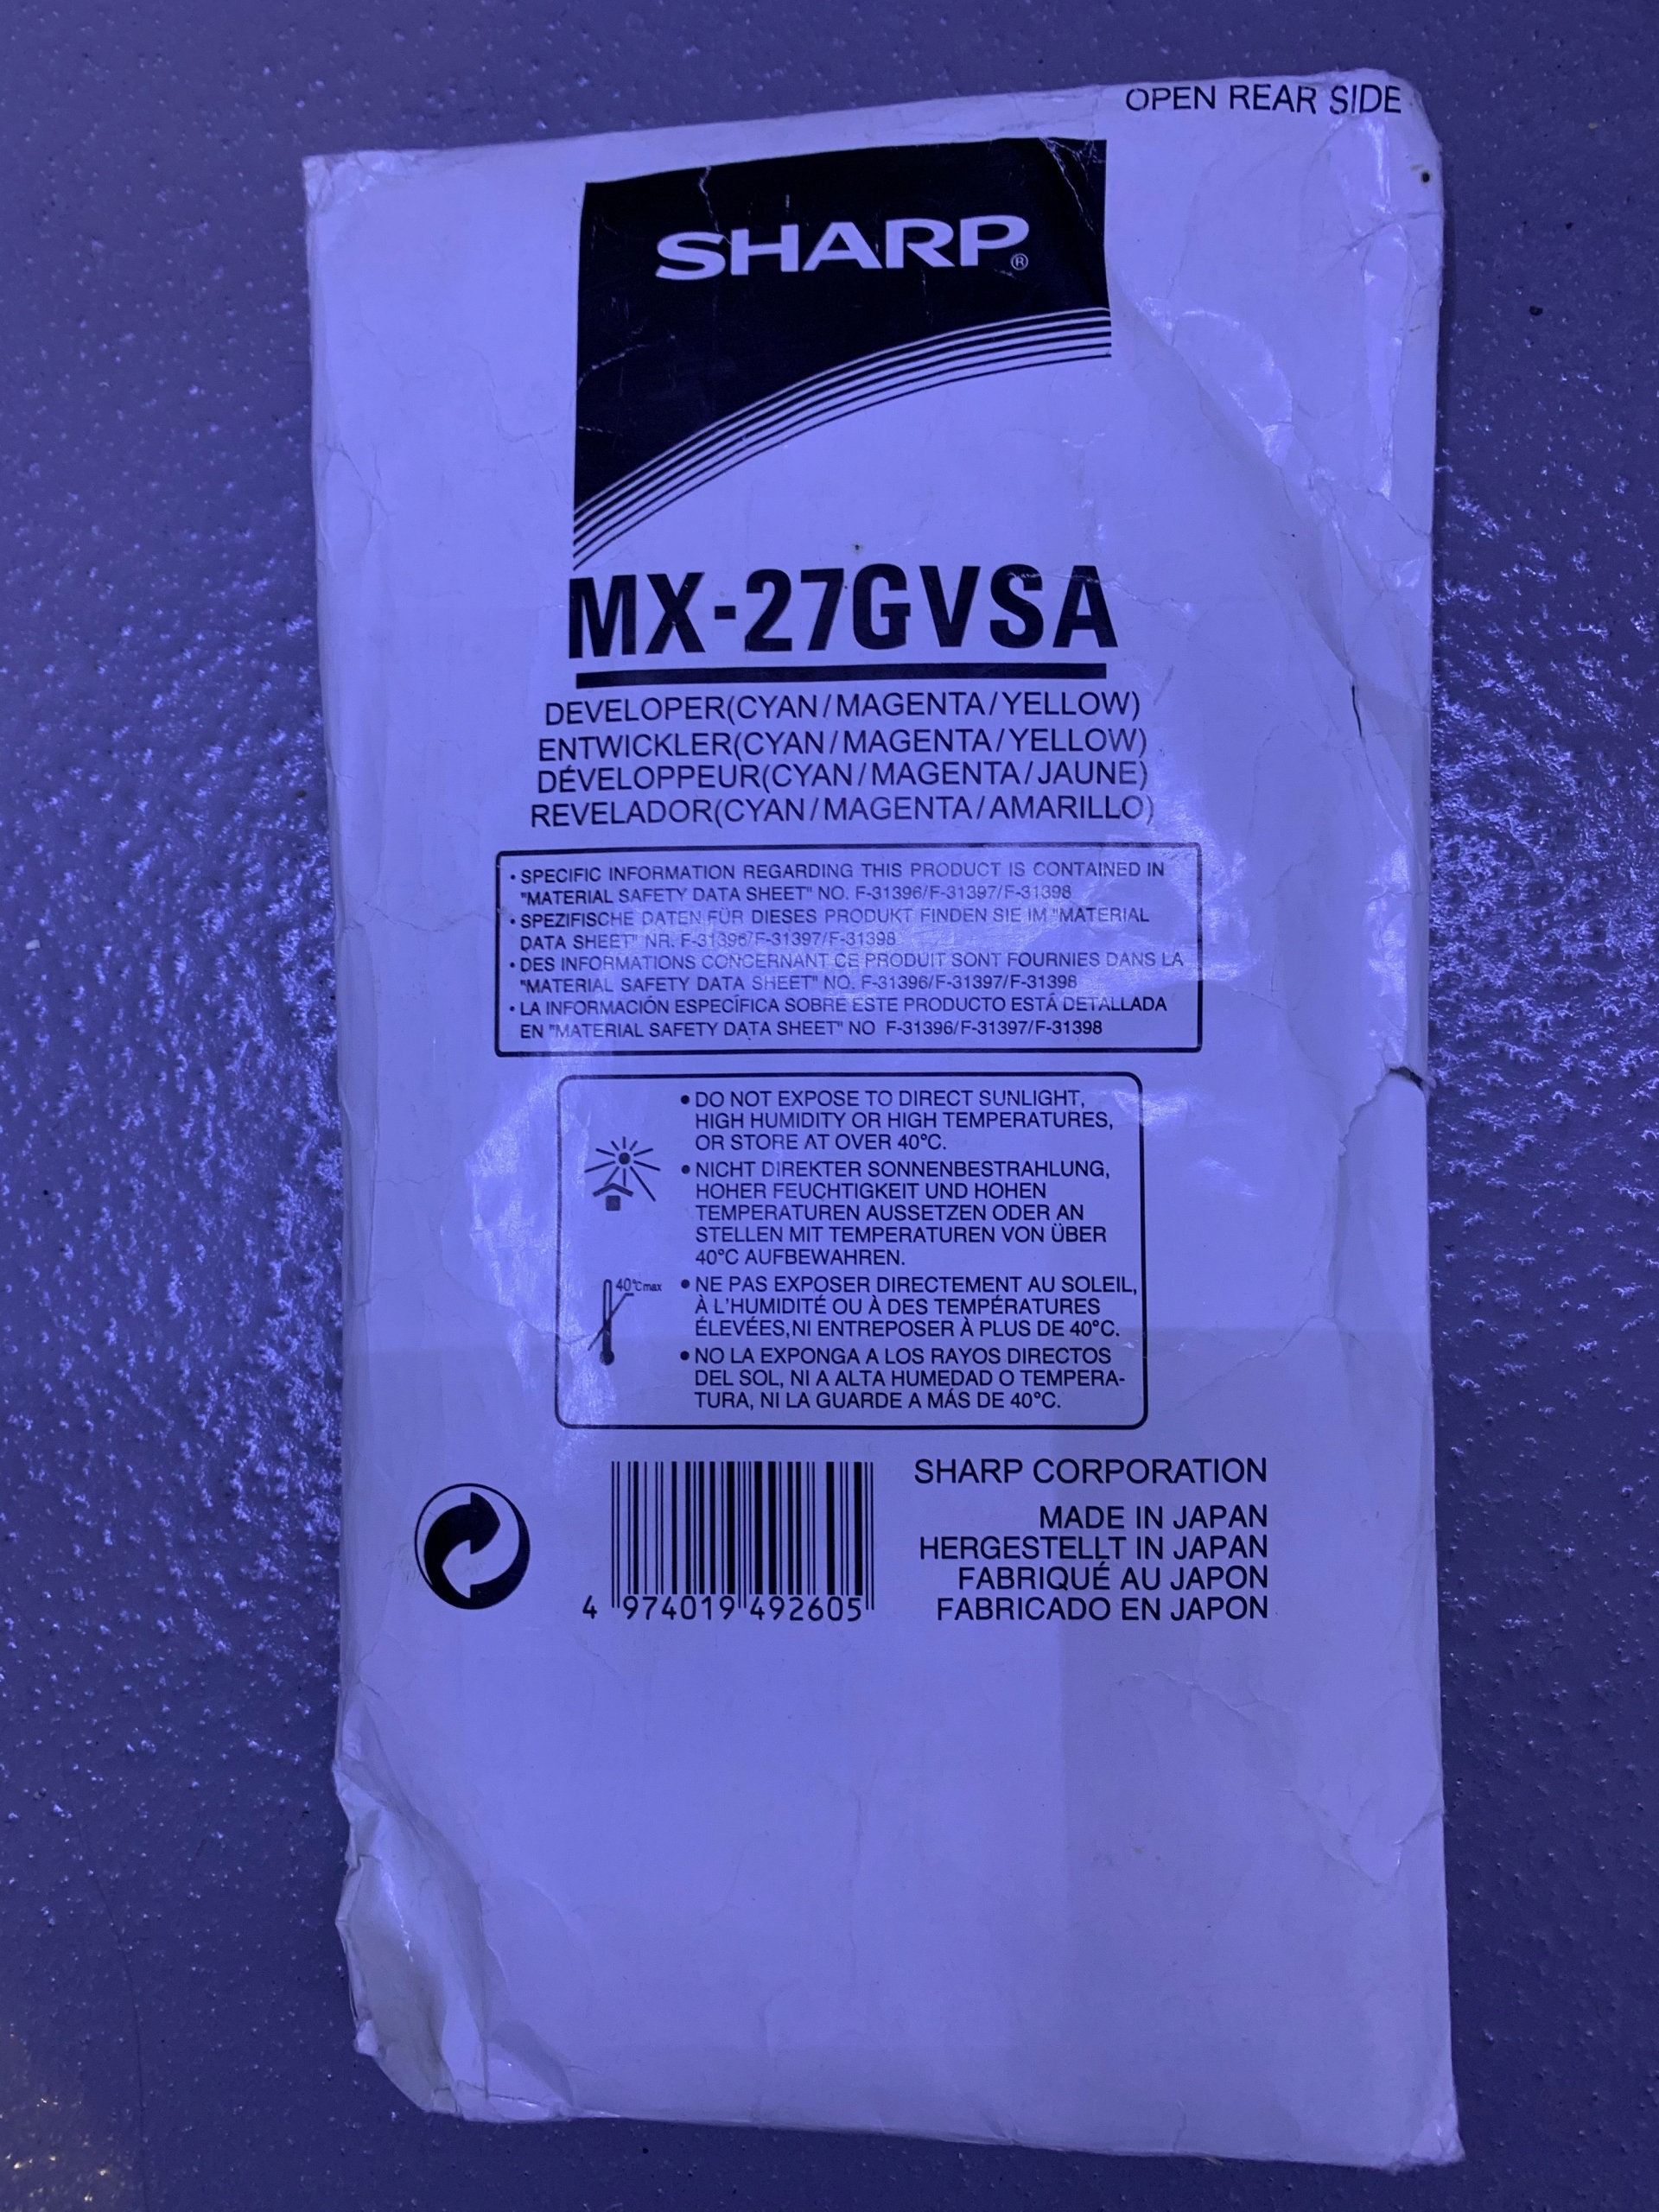 OPEN REAR SIDE
SHARP®
MX-27GVSA
DEVELOPER(CYAN/MAGENTA/YELLOW)
ENTWICKLER(CYAN/MAGENTA/YELLOW)
DÉVELOPPEUR(CYAN/MAGENTA/JAUNE)
REVELADOR(CYAN/MAGENTA/AMARILLO)
• SPECIFIC INFORMATION REGARDING THIS PRODUCT IS CONTAINED IN
"MATERIAL SAFETY DATA SHEET" NO. F-31396/F-31397/F-31398
• SPEZIFISCHE DATEN FÜR DIESES PRODUKT FINDEN SIE IM "MATERIAL
DATA SHEET" NR. F-31396/F-31397/F-31398
• DES INFORMATIONS CONCERNANT CE PRODUIT SONT FOURNIES DANS LA
"MATERIAL SAFETY DATA SHEET" NO. F-31396/F-31397/F-31398
• LA INFORMACIÓN ESPECÍFICA SOBRE ESTE PRODUCTO ESTÁ DETALLADA
EN "MATERIAL SAFETY DATA SHEET" NO F-31396/F-31397/F-31398
• DO NOT EXPOSE TO DIRECT SUNLIGHT,
HIGH HUMIDITY OR HIGH TEMPERATURES,
OR STORE AT OVER 40°C.
• NICHT DIREKTER SONNENBESTRAHLUNG,
HOHER FEUCHTIGKEIT UND HOHEN
TEMPERATUREN AUSSETZEN ODER AN
STELLEN MIT TEMPERATUREN VON ÜBER
40°C AUFBEWAHREN.
40°C max
• NE PAS EXPOSER DIRECTEMENT AU SOLEIL,
À L'HUMIDITÉ OU À DES TEMPÉRATURES
ÉLEVÉES, NI ENTREPOSER À PLUS DE 40°C.
• NO LA EXPONGA A LOS RAYOS DIRECTOS
DEL SOL, NI A ALTA HUMEDAD O TEMPERA-
TURA, NI LA GUARDE A MÁS DE 40°C.
SHARP CORPORATION
MADE IN JAPAN
HERGESTELLT IN JAPAN
FABRIQUÉ AU JAPON
FABRICADO EN JAPON
4 974019 492605